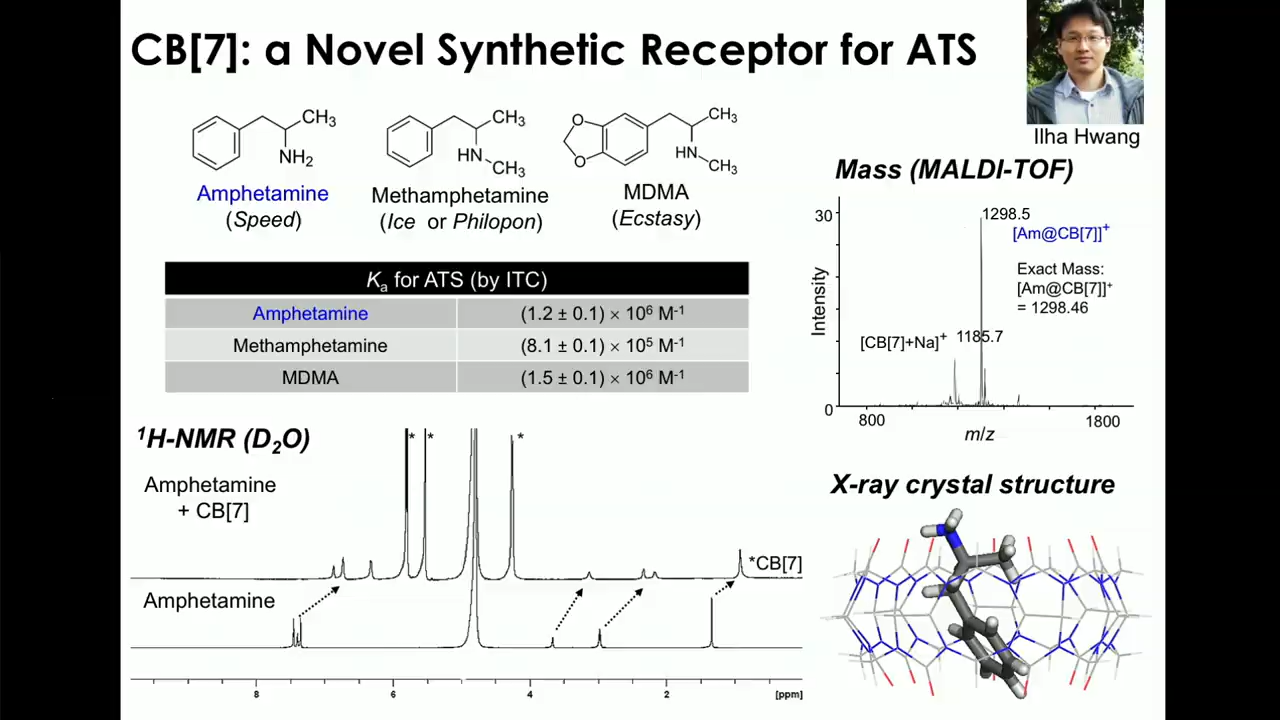 CB[7]: a Novel Synthetic Receptor for ATS
Ilha Hwang
CH₃
NH₂
Amphetamine
(Speed)
CH₃
HN
CH₃
Methamphetamine
(Ice or Philopon)
O
O
CH₃
HN
CH₃
MDMA
(Ecstasy)
Kₐ for ATS (by ITC)
Amphetamine (1.2 ± 0.1) × 10⁶ M⁻¹
Methamphetamine (8.1 ± 0.1) × 10⁵ M⁻¹
MDMA (1.5 ± 0.1) × 10⁶ M⁻¹
Mass (MALDI-TOF)
30
Intensity
0
1298.5
[Am@CB[7]]⁺
Exact Mass:
[Am@CB[7]]⁺
= 1298.46
[CB[7]+Na]⁺ 1185.7
800 1800
m/z
¹H-NMR (D₂O)
Amphetamine
+ CB[7]
* * *
*CB[7]
Amphetamine
8 6 4 2 [ppm]
X-ray crystal structure